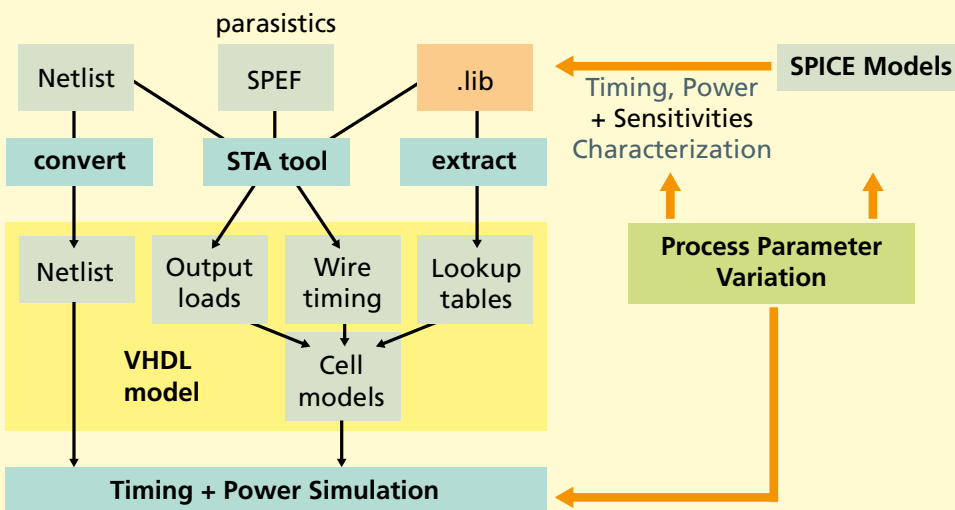 parasistics
Netlist
SPEF
.lib
SPICE Models
Timing, Power
+ Sensitivities
Characterization
convert
STA tool
extract
Process Parameter
Variation
Netlist
Output
loads
Wire
timing
Lookup
tables
VHDL
model
Cell
models
Timing + Power Simulation